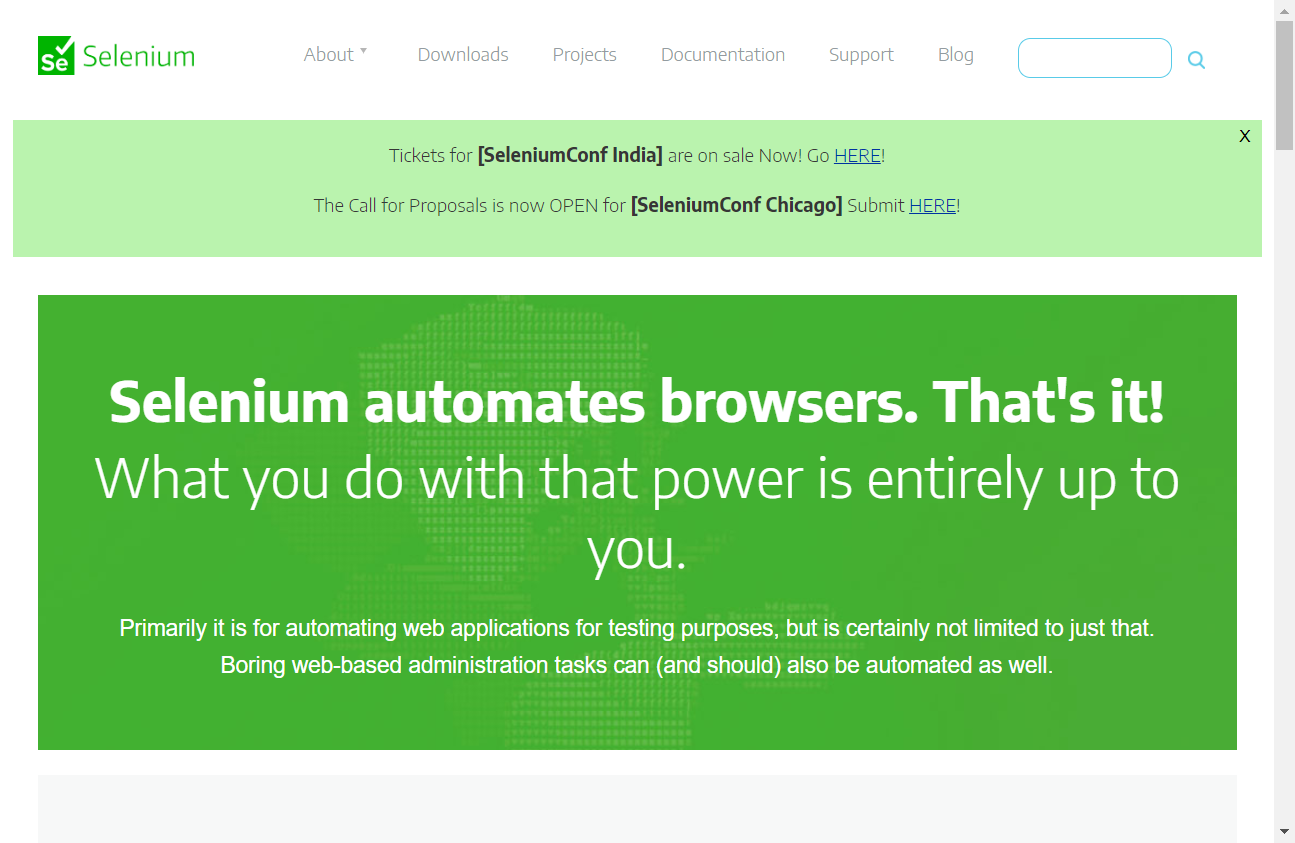 Se Selenium
About
Downloads
Projects
Documentation
Support
Blog
X
Tickets for [SeleniumConf India] are on sale Now! Go HERE!
The Call for Proposals is now OPEN for [SeleniumConf Chicago] Submit HERE!
Selenium automates browsers. That's it!
What you do with that power is entirely up to
you.
Primarily it is for automating web applications for testing purposes, but is certainly not limited to just that.
Boring web-based administration tasks can (and should) also be automated as well.